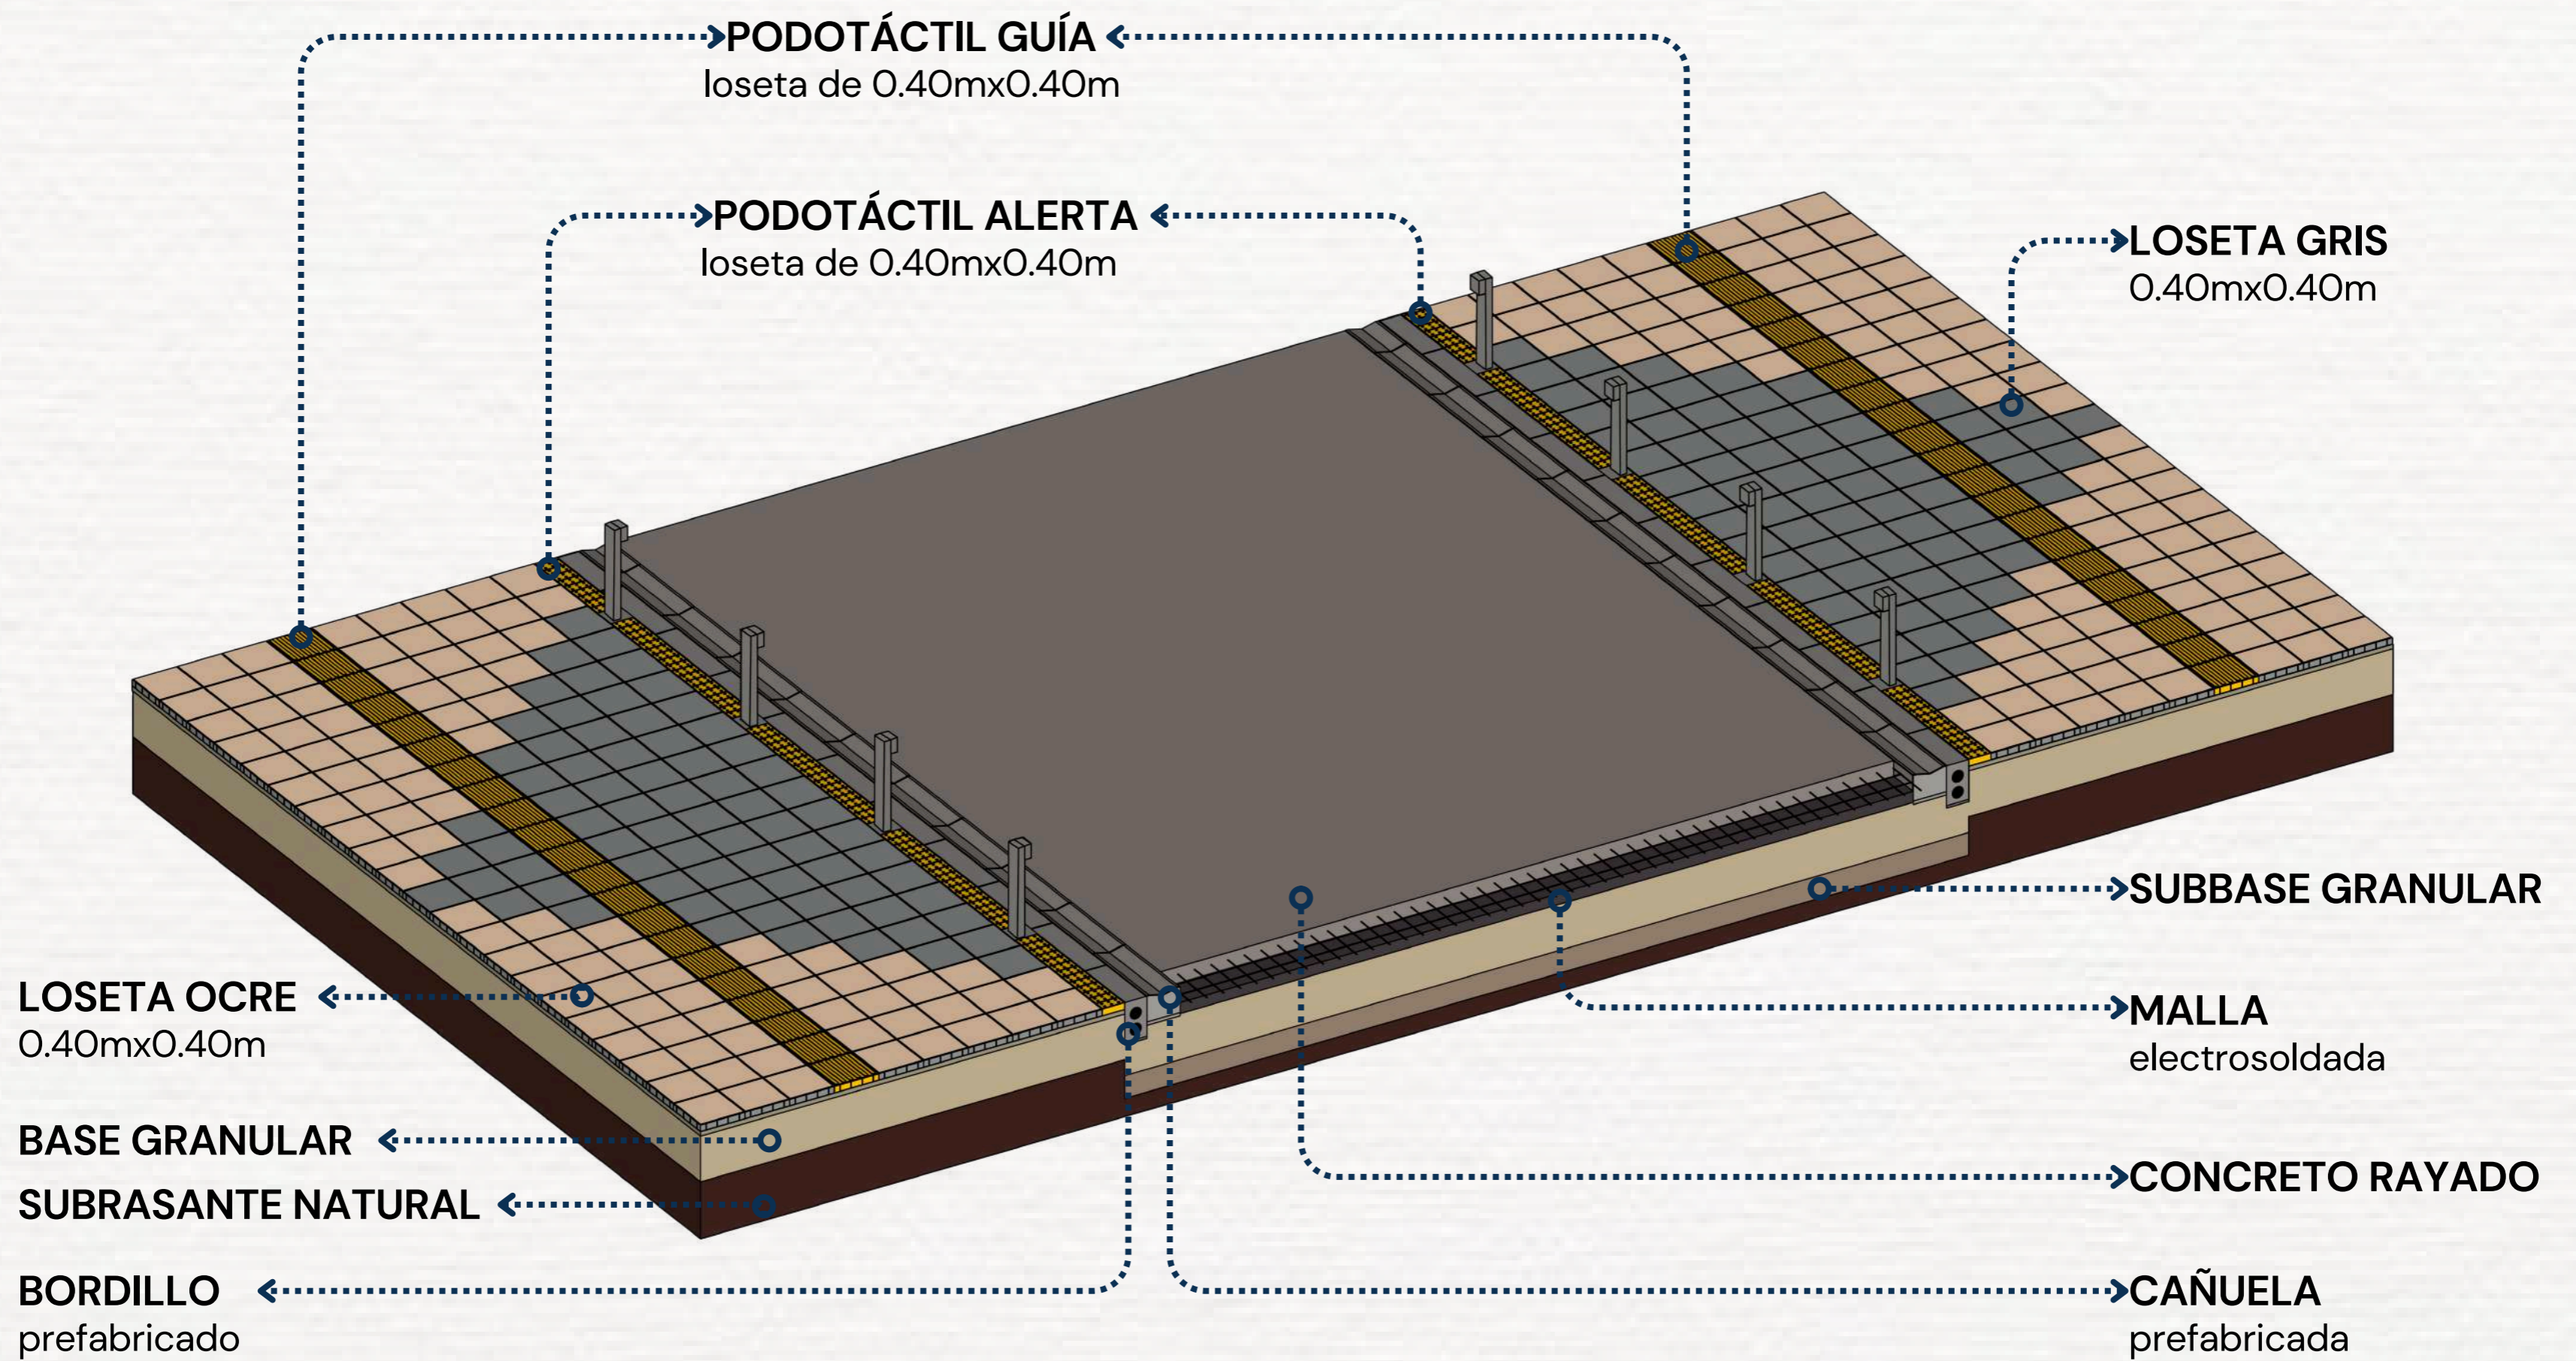 PODOTÁCTIL GUÍA
loseta de 0.40mx0.40m
PODOTÁCTIL ALERTA
loseta de 0.40mx0.40m
LOSETA GRIS
0.40mx0.40m
SUBBASE GRANULAR
LOSETA OCRE
0.40mx0.40m
MALLA
electrosoldada
BASE GRANULAR
CONCRETO RAYADO
SUBRASANTE NATURAL
BORDILLO
prefabricado
CAÑUELA
prefabricada